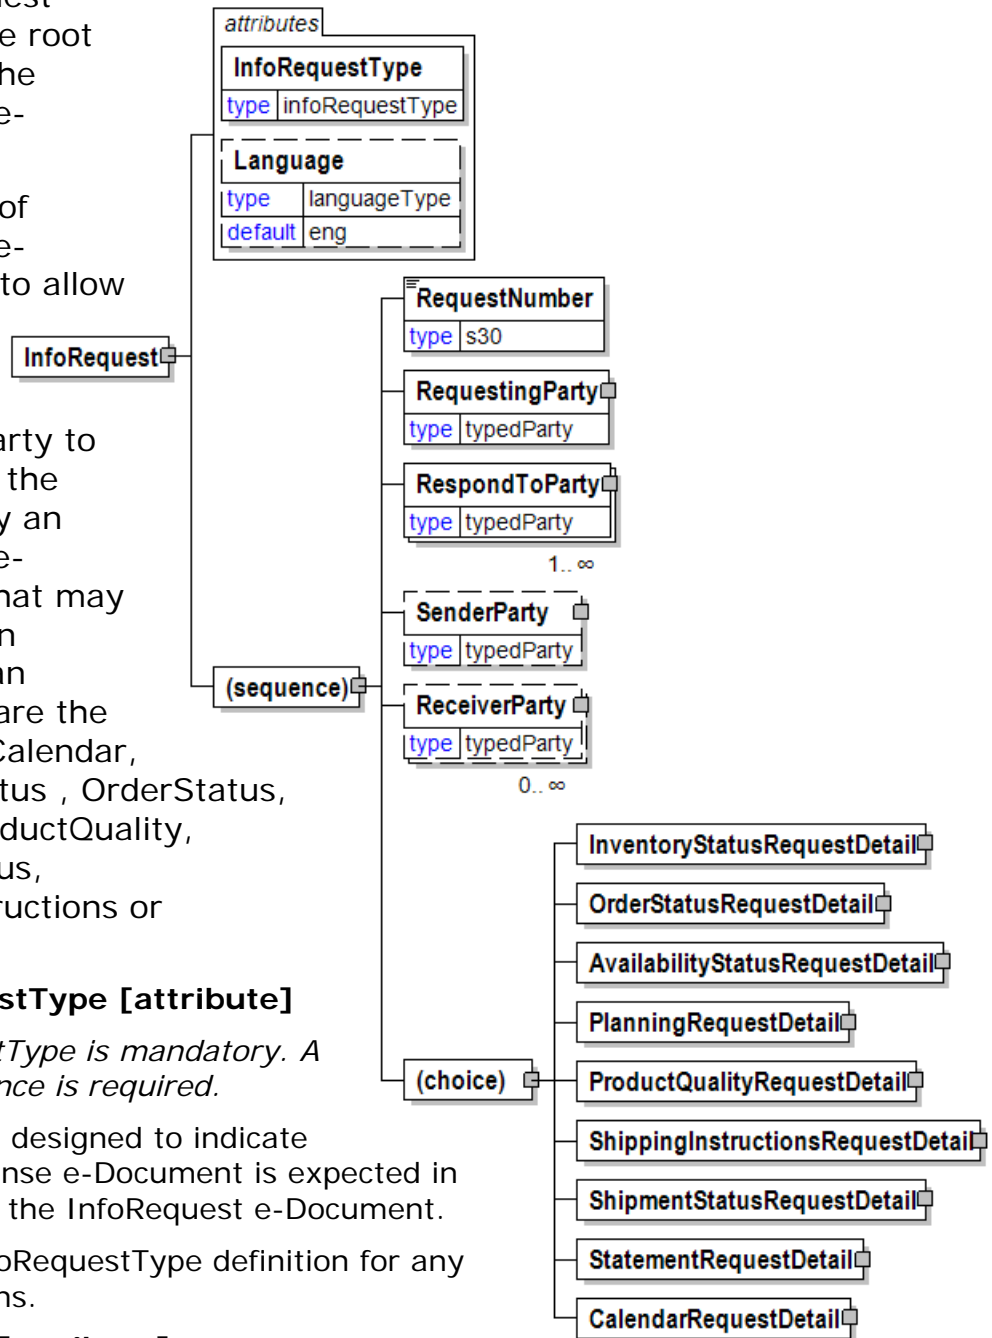 est
e root
he
e-
of
e-
to allow
arty to
the
y an
e-
hat may
n
an
are the
Calendar,
tus , OrderStatus,
ductQuality,
us,
ructions or
estType [attribute]
tType is mandatory. A
nce is required.
designed to indicate
nse e-Document is expected in
the InfoRequest e-Document.
oRequestType definition for any
ns.
attributes
InfoRequestType
type infoRequestType
Language
type languageType
default eng
InfoRequest
(sequence)
RequestNumber
type s30
RequestingParty
type typedParty
RespondToParty
type typedParty
1.. ∞
SenderParty
type typedParty
ReceiverParty
type typedParty
0.. ∞
(choice)
InventoryStatusRequestDetail
OrderStatusRequestDetail
AvailabilityStatusRequestDetail
PlanningRequestDetail
ProductQualityRequestDetail
ShippingInstructionsRequestDetail
ShipmentStatusRequestDetail
StatementRequestDetail
CalendarRequestDetail